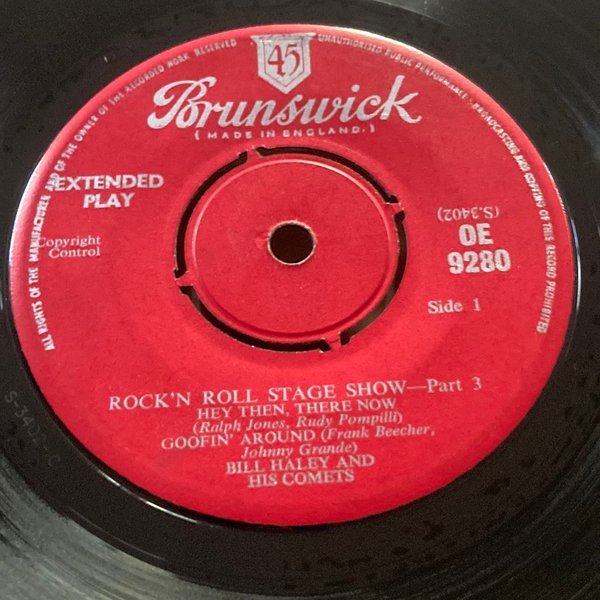 ALL RIGHTS OF THE MANUFACTURER AND OF THE OWNER OF THE RECORDED WORK RESERVED
UNAUTHORISED PUBLIC PERFORMANCE · BROADCASTING AND COPYING OF THIS RECORD PROHIBITED
45
Brunswick
( MADE IN ENGLAND. )
EXTENDED
PLAY
Copyright
Control
(S.3402)
OE
9280
Side 1
ROCK'N ROLL STAGE SHOW—Part 3
HEY THEN, THERE NOW
(Ralph Jones, Rudy Pompilli)
GOOFIN' AROUND (Frank Beecher,
Johnny Grande)
BILL HALEY AND
HIS COMETS